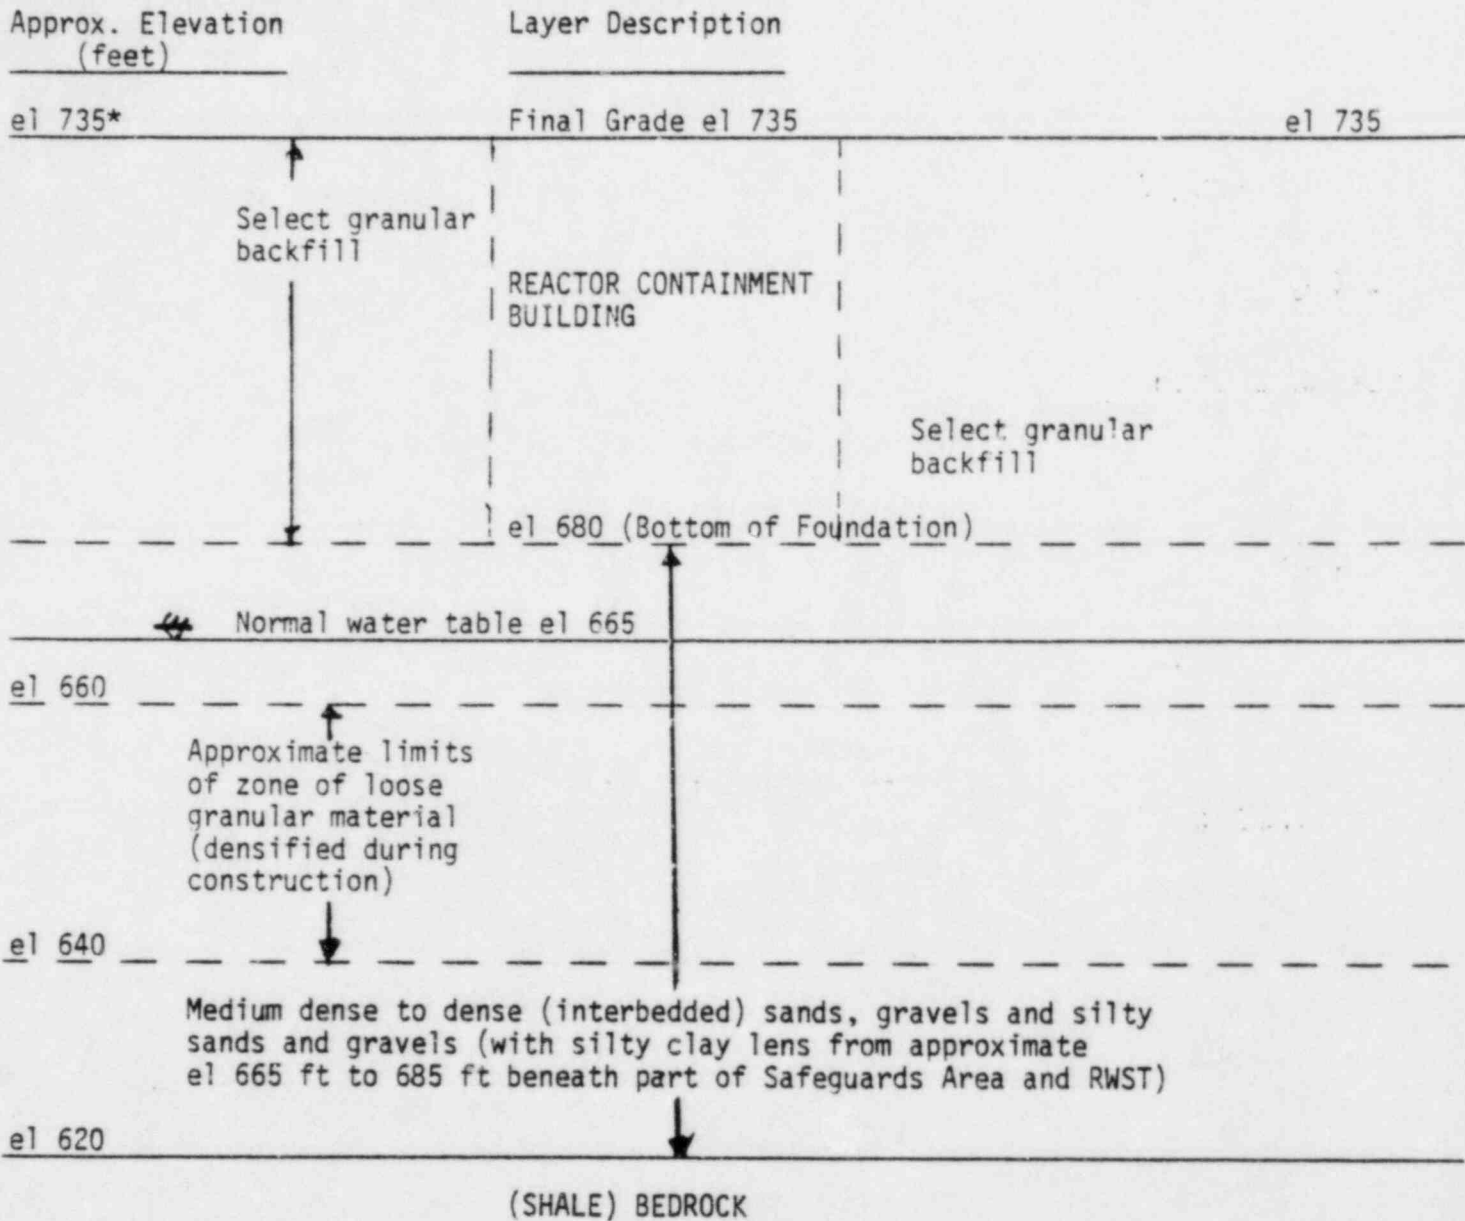 Approx. Elevation
(feet)
Layer Description
el 735*
Final Grade el 735
el 735
Select granular
backfill
REACTOR CONTAINMENT
BUILDING
Select granular
backfill
el 680 (Bottom of Foundation)
Normal water table el 665
el 660
Approximate limits
of zone of loose
granular material
(densified during
construction)
el 640
Medium dense to dense (interbedded) sands, gravels and silty
sands and gravels (with silty clay lens from approximate
el 665 ft to 685 ft beneath part of Safeguards Area and RWST)
el 620
(SHALE) BEDROCK